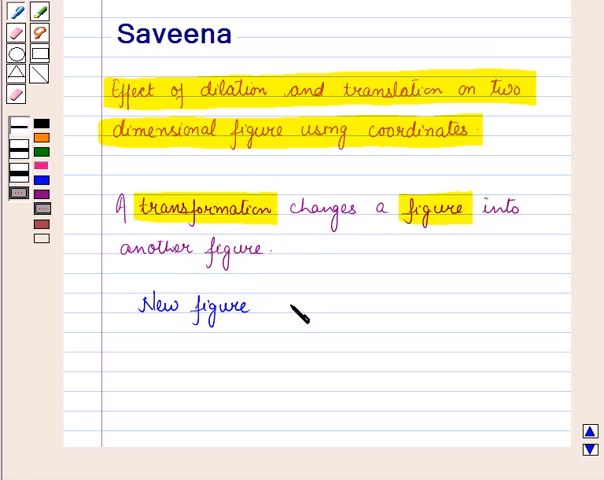 Saveena
Effect of dilation and translation on two
dimensional figure using coordinates.
A transformation changes a figure into
another figure.
New figure